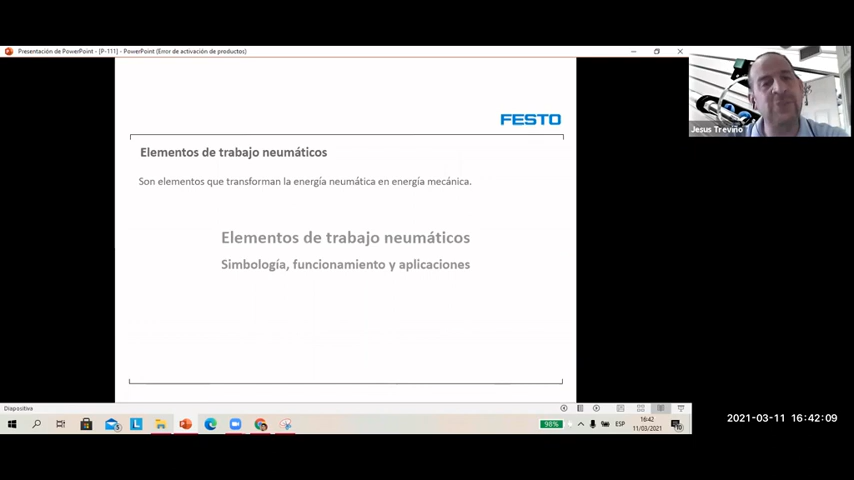 Presentación de PowerPoint - [P-111] - PowerPoint (Error de activación de productos)
FESTO
Jesus Treviño T
Elementos de trabajo neumáticos
Son elementos que transforman la energía neumática en energía mecánica.
Elementos de trabajo neumáticos
Simbología, funcionamiento y aplicaciones
Diapositiva
98%
ESP
16:42
11/03/2021
2021-03-11 16:42:09